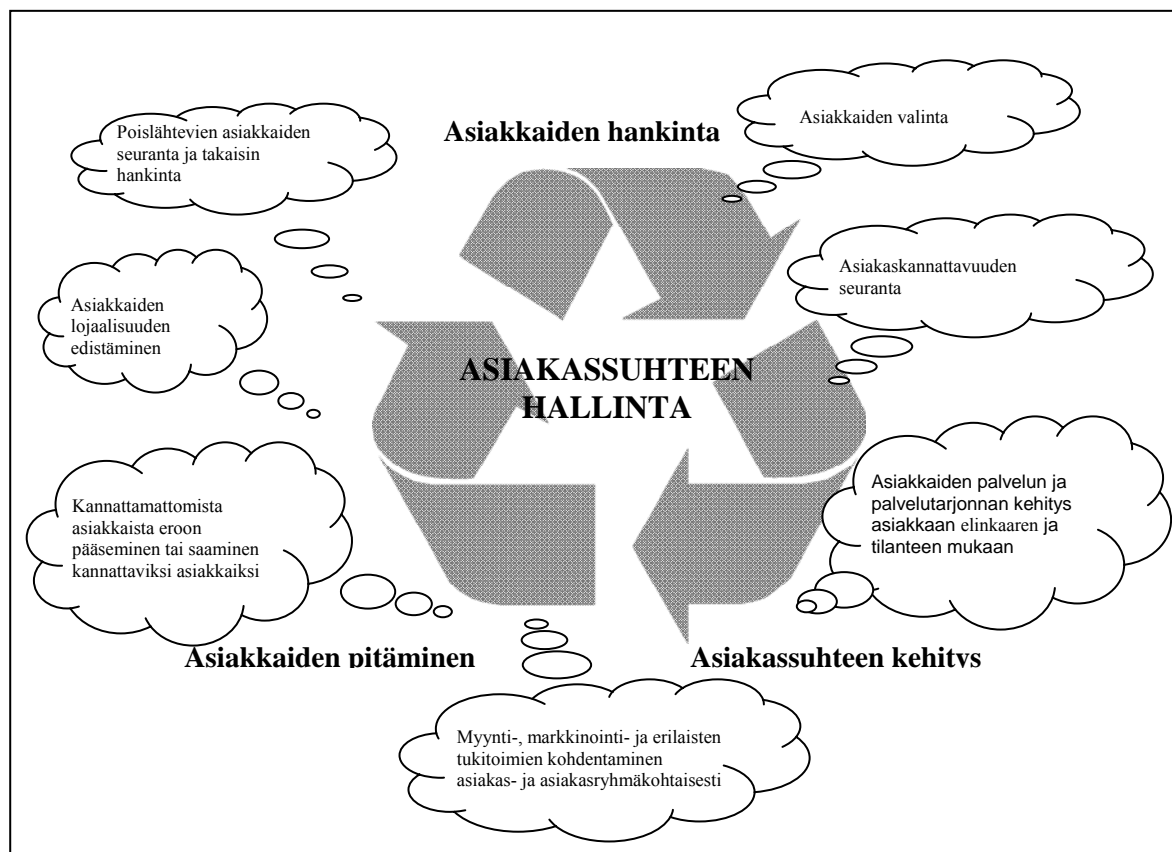 Asiakkaiden hankinta
Asiakkaiden valinta
Poislähtevien asiakkaiden
seuranta ja takaisin
hankinta
Asiakaskannattavuuden
seuranta
Asiakkaiden
lojaalisuuden
edistäminen
ASIAKASSUHTEEN
HALLINTA
Asiakkaiden palvelun ja
palvelutarjonnan kehitys
asiakkaan elinkaaren ja
tilanteen mukaan
Kannattamattomista
asiakkaista eroon
pääseminen tai saaminen
kannattaviksi asiakkaiksi
Asiakkaiden pitäminen
Asiakassuhteen kehitys
Myynti-, markkinointi- ja erilaisten
tukitoimien kohdentaminen
asiakas- ja asiakasryhmäkohtaisesti